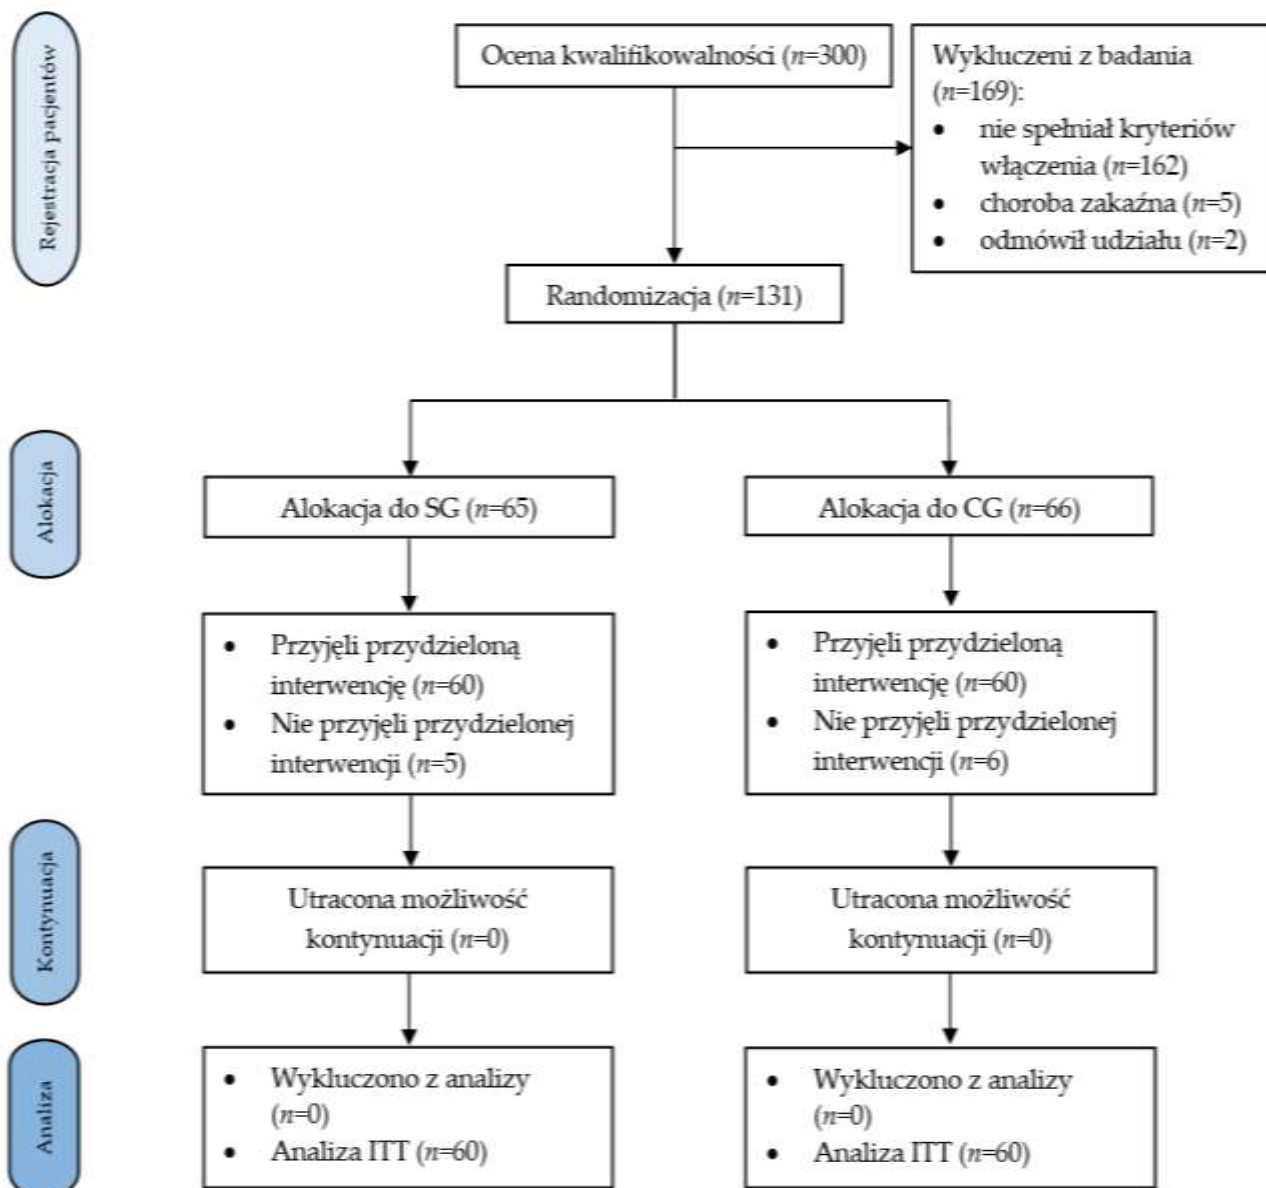 Rejestracja pacjentów
Ocena kwalifikowalności (n=300)
Wykluczeni z badania
(n=169):
• nie spełniał kryteriów
włączenia (n=162)
• choroba zakaźna (n=5)
• odmówił udziału (n=2)
Randomizacja (n=131)
Alokacja
Alokacja do SG (n=65)
Alokacja do CG (n=66)
• Przyjęli przydzieloną
interwencję (n=60)
• Nie przyjęli przydzielonej
interwencji (n=5)
• Przyjęli przydzieloną
interwencję (n=60)
• Nie przyjęli przydzielonej
interwencji (n=6)
Kontynuacja
Utracona możliwość
kontynuacji (n=0)
Utracona możliwość
kontynuacji (n=0)
Analiza
• Wykluczono z analizy
(n=0)
• Analiza ITT (n=60)
• Wykluczono z analizy
(n=0)
• Analiza ITT (n=60)